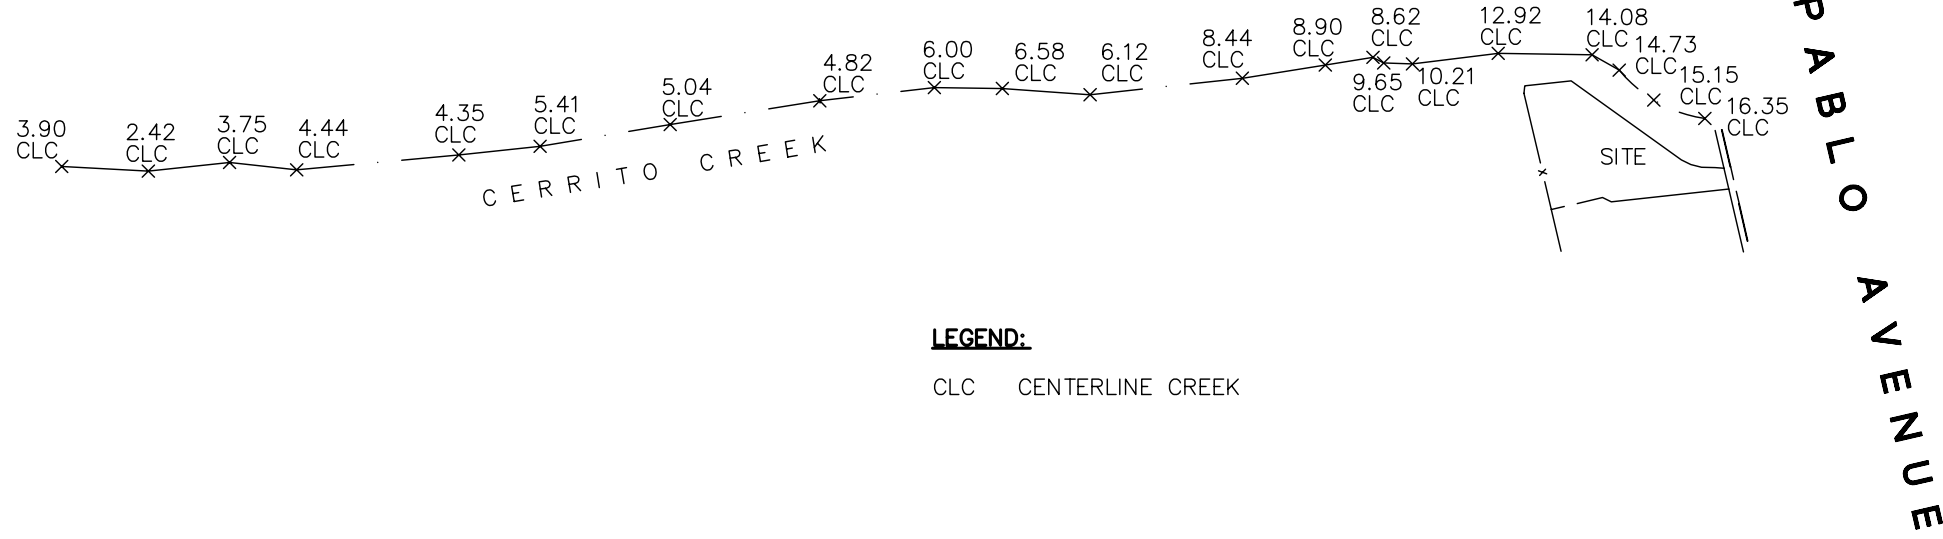 3.90
CLC
2.42
CLC
3.75
CLC
4.44
CLC
4.35
CLC
5.41
CLC
5.04
CLC
4.82
CLC
6.00
CLC
6.58
CLC
6.12
CLC
8.44
CLC
8.90
CLC
8.62
CLC
9.65
CLC
10.21
CLC
12.92
CLC
14.08
CLC
14.73
CLC
15.15
CLC
16.35
CLC
CERRITO CREEK
SITE
PABLO AVENUE
LEGEND:
CLC CENTERLINE CREEK